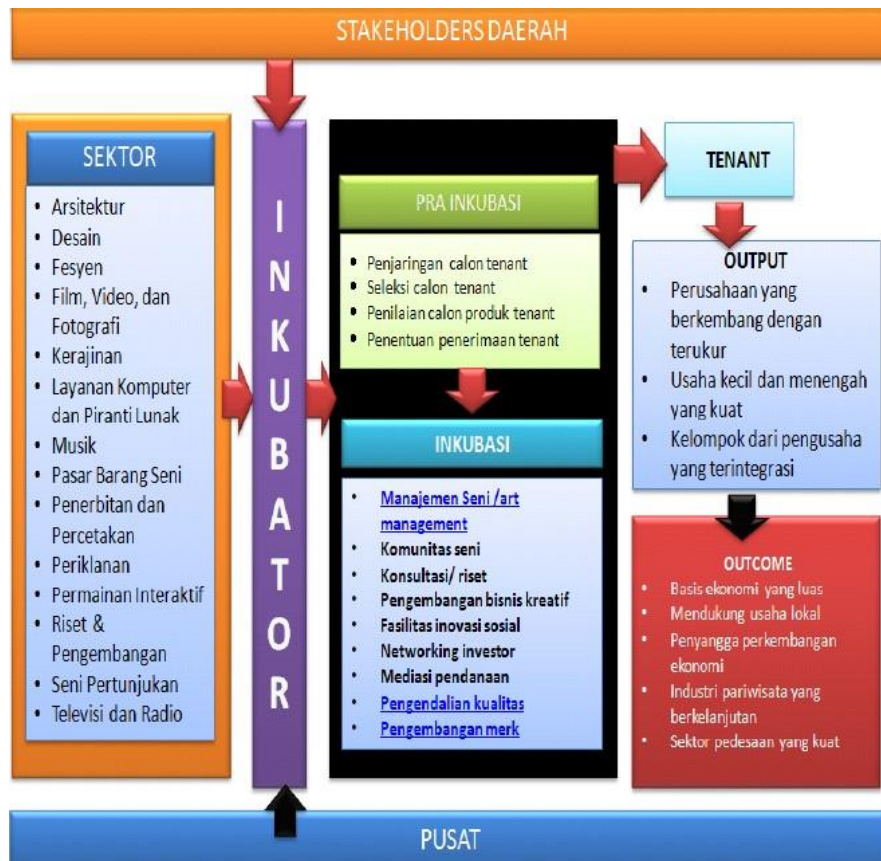 STAKEHOLDERS DAERAH
SEKTOR
• Arsitektur
• Desain
• Fesyen
• Film, Video, dan
Fotografi
• Kerajinan
• Layanan Komputer
dan Piranti Lunak
• Musik
• Pasar Barang Seni
• Penerbitan dan
Percetakan
• Periklanan
• Permainan Interaktif
• Riset &
Pengembangan
• Seni Pertunjukan
• Televisi dan Radio
I
N
K
U
B
A
T
O
R
PRA INKUBASI
• Penjaringan calon tenant
• Seleksi calon tenant
• Penilaian calon produk tenant
• Penentuan penerimaan tenant
INKUBASI
• Manajemen Seni /art
management
• Komunitas seni
• Konsultasi/ riset
• Pengembangan bisnis kreatif
• Fasilitas inovasi sosial
• Networking investor
• Mediasi pendanaan
• Pengendalian kualitas
• Pengembangan merk
TENANT
OUTPUT
• Perusahaan yang
berkembang dengan
terukur
• Usaha kecil dan menengah
yang kuat
• Kelompok dari pengusaha
yang terintegrasi
OUTCOME
• Basis ekonomi yang luas
• Mendukung usaha lokal
• Penyangga perkembangan
ekonomi
• Industri pariwisata yang
berkelanjutan
• Sektor pedesaan yang kuat
PUSAT